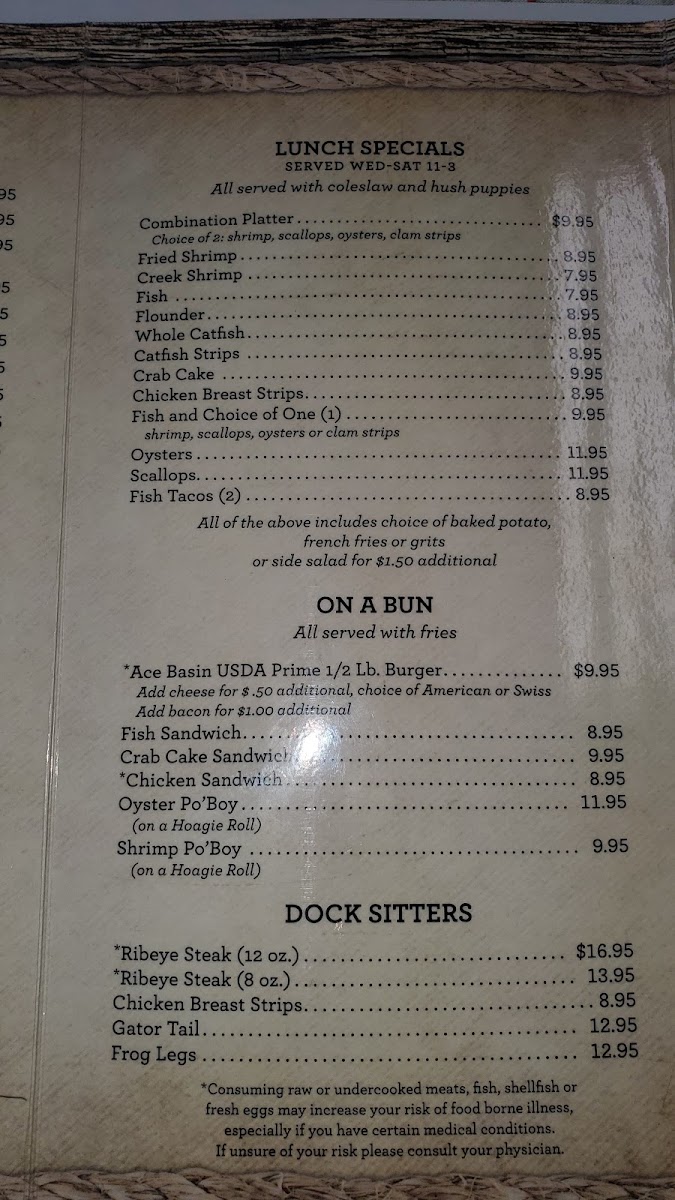 95
95
95
5
5
5
5
5
LUNCH SPECIALS
SERVED WED-SAT 11-3
All served with coleslaw and hush puppies
Combination Platter................................. $9.95
Choice of 2: shrimp, scallops, oysters, clam strips
Fried Shrimp........................................... 8.95
Creek Shrimp .......................................... 7.95
Fish ..................................................... 7.95
Flounder................................................ 8.95
Whole Catfish.......................................... 8.95
Catfish Strips .......................................... 8.95
Crab Cake .............................................. 9.95
Chicken Breast Strips.................................. 8.95
Fish and Choice of One (1) ............................ 9.95
shrimp, scallops, oysters or clam strips
Oysters ................................................. 11.95
Scallops................................................. 11.95
Fish Tacos (2) .......................................... 8.95
All of the above includes choice of baked potato,
french fries or grits
or side salad for $1.50 additional
ON A BUN
All served with fries
*Ace Basin USDA Prime 1/2 Lb. Burger.............. $9.95
Add cheese for $ .50 additional, choice of American or Swiss
Add bacon for $1.00 additional
Fish Sandwich.......................................... 8.95
Crab Cake Sandwich................................... 9.95
*Chicken Sandwich..................................... 8.95
Oyster Po'Boy.......................................... 11.95
(on a Hoagie Roll)
Shrimp Po'Boy ......................................... 9.95
(on a Hoagie Roll)
DOCK SITTERS
*Ribeye Steak (12 oz.)................................ $16.95
*Ribeye Steak (8 oz.).................................. 13.95
Chicken Breast Strips................................... 8.95
Gator Tail............................................... 12.95
Frog Legs ............................................... 12.95
*Consuming raw or undercooked meats, fish, shellfish or
fresh eggs may increase your risk of food borne illness,
especially if you have certain medical conditions.
If unsure of your risk please consult your physician.